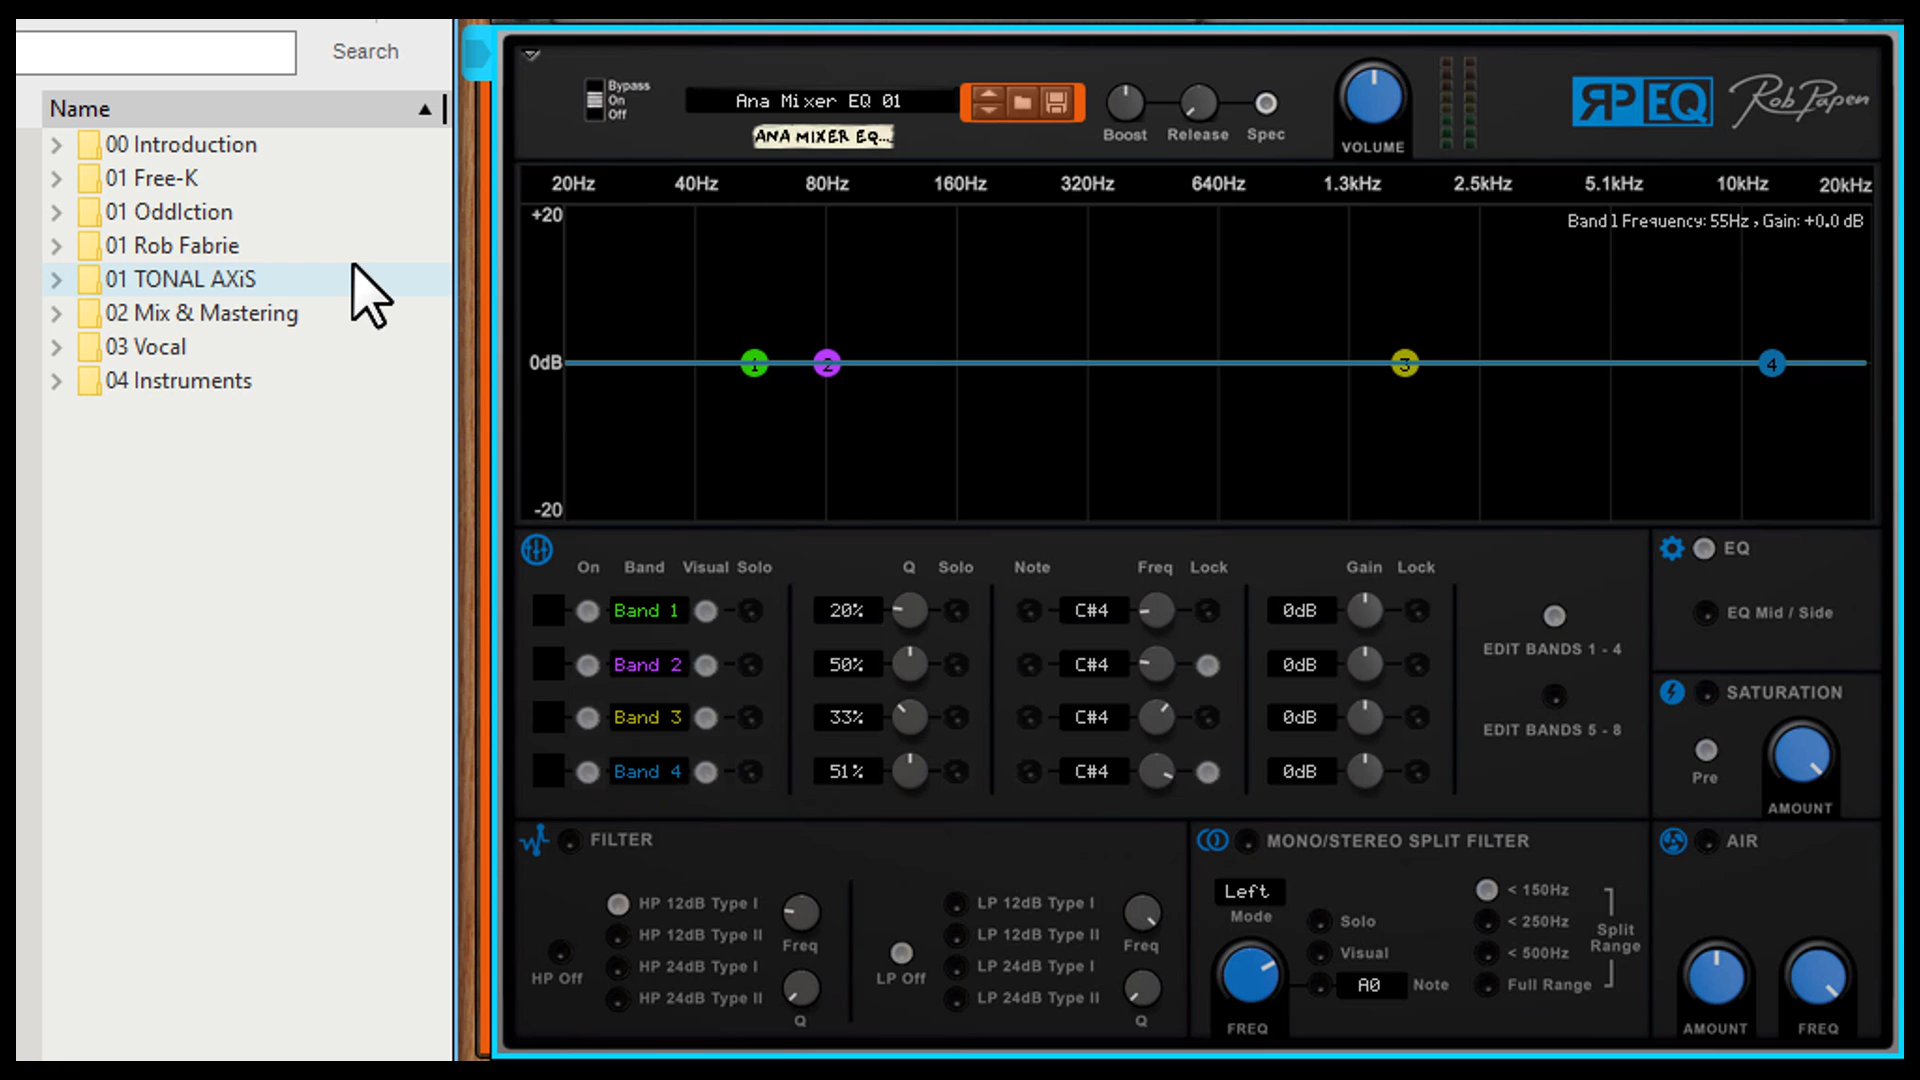 Search
Name
00 Introduction
01 Free-K
01 OddIction
01 Rob Fabrie
01 TONAL AXiS
02 Mix & Mastering
03 Vocal
04 Instruments
Bypass
On
Off
Ana Mixer EQ 01
ANA MIXER EQ...
Boost
Release
Spec
VOLUME
RP EQ
Rob Papen
20Hz 40Hz 80Hz 160Hz 320Hz 640Hz 1.3kHz 2.5kHz 5.1kHz 10kHz 20kHz
+20
Band 1 Frequency: 55Hz , Gain: +0.0 dB
0dB 1 2 3 4
-20
On Band Visual Solo Q Solo Note Freq Lock Gain Lock
Band 1 20% C#4 0dB
Band 2 50% C#4 0dB
Band 3 33% C#4 0dB
Band 4 51% C#4 0dB
EDIT BANDS 1 - 4
EDIT BANDS 5 - 8
EQ
EQ Mid / Side
SATURATION
Pre
AMOUNT
FILTER
HP Off
HP 12dB Type I
HP 12dB Type II
HP 24dB Type I
HP 24dB Type II
Freq
Q
LP Off
LP 12dB Type I
LP 12dB Type II
LP 24dB Type I
LP 24dB Type II
Freq
Q
MONO/STEREO SPLIT FILTER
Left
Mode
FREQ
Solo
Visual
A0 Note
< 150Hz
< 250Hz
< 500Hz
Full Range
Split
Range
AIR
AMOUNT
FREQ